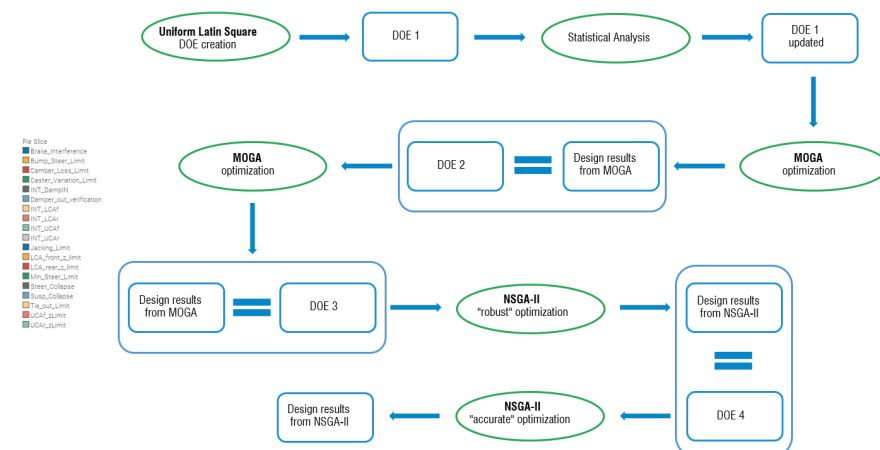 Uniform Latin Square
DOE creation
DOE 1
Statistical Analysis
DOE 1
updated
MOGA
optimization
Design results
from MOGA
DOE 2
MOGA
optimization
Pie Slice
Brake_Interference
Bump_Steer_Limit
Camber_Loss_Limit
Caster_Variation_Limit
INT_DampIN
Damper_out_verification
INT_LCAf
INT_LCAr
INT_UCAf
INT_UCAr
Jacking_Limit
LCA_front_z_limit
LCA_rear_z_limit
Min_Steer_Limit
Steer_Collapse
Susp_Collapse
Tie_out_Limit
UCAf_zLimit
UCAr_zLimit
Design results
from MOGA
DOE 3
NSGA-II
"robust" optimization
Design results
from NSGA-II
DOE 4
NSGA-II
"accurate" optimization
Design results
from NSGA-II